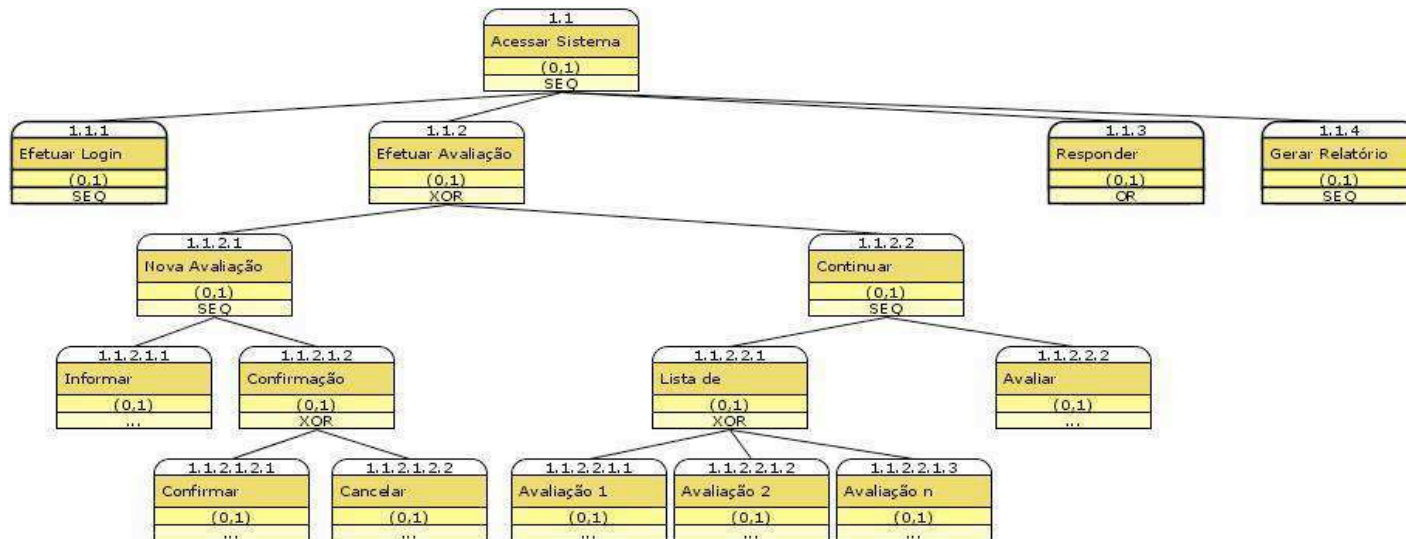 1.1
Acessar Sistema
(0,1)
SEQ
1.1.1
Efetuar Login
(0,1)
SEQ
1.1.2
Efetuar Avaliação
(0,1)
XOR
1.1.3
Responder
(0,1)
OR
1.1.4
Gerar Relatório
(0,1)
SEQ
1.1.2.1
Nova Avaliação
(0,1)
SEQ
1.1.2.2
Continuar
(0,1)
SEQ
1.1.2.1.1
Informar
(0,1)
...
1.1.2.1.2
Confirmação
(0,1)
XOR
1.1.2.2.1
Lista de
(0,1)
XOR
1.1.2.2.2
Avaliar
(0,1)
...
1.1.2.1.2.1
Confirmar
(0,1)
...
1.1.2.1.2.2
Cancelar
(0,1)
...
1.1.2.2.1.1
Avaliação 1
(0,1)
...
1.1.2.2.1.2
Avaliação 2
(0,1)
...
1.1.2.2.1.3
Avaliação n
(0,1)
...